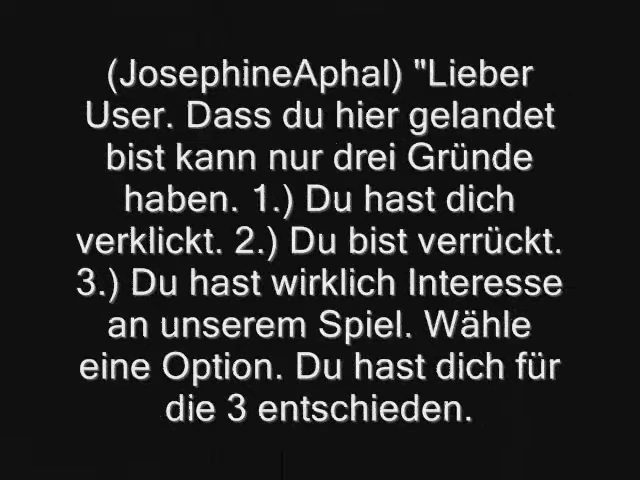 (JosephineAphal) "Lieber
User. Dass du hier gelandet
bist kann nur drei Gründe
haben. 1.) Du hast dich
verklickt. 2.) Du bist verrückt.
3.) Du hast wirklich Interesse
an unserem Spiel. Wähle
eine Option. Du hast dich für
die 3 entschieden.